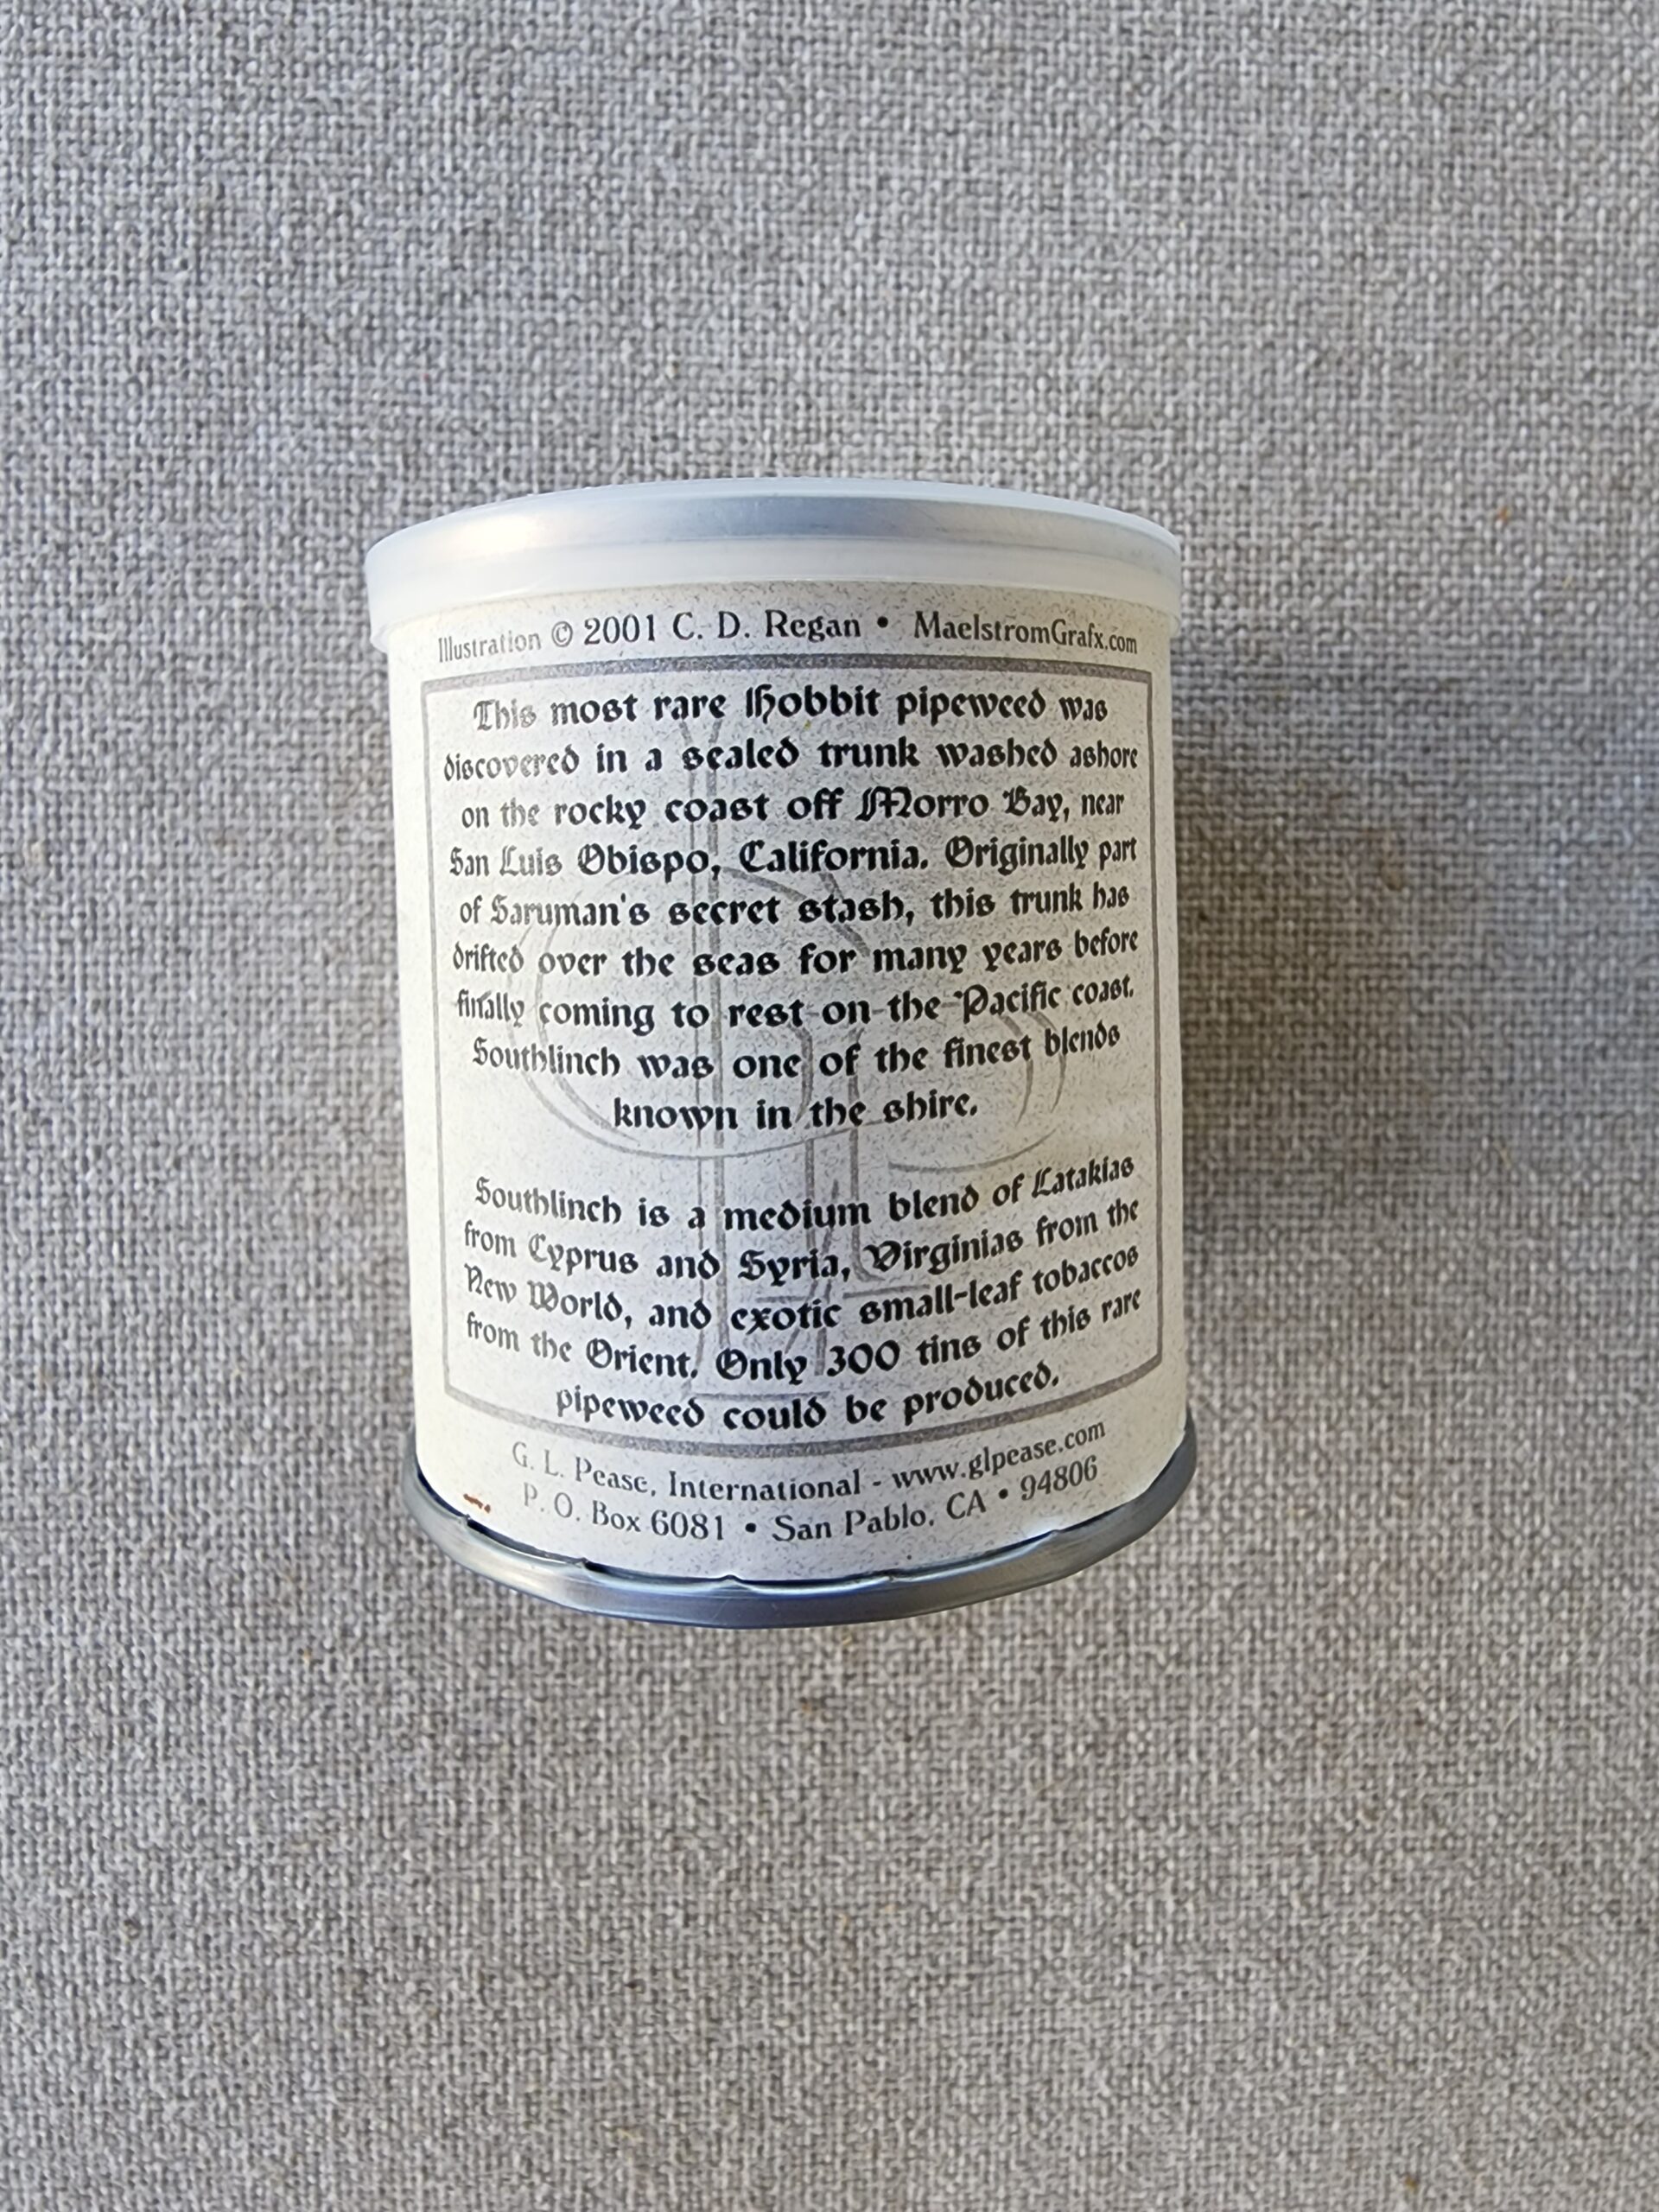 Illustration © 2001 C. D. Regan • MaelstromGrafx.com
This most rare Hobbit pipeweed was
discovered in a sealed trunk washed ashore
on the rocky coast off Morro Bay, near
San Luis Obispo, California. Originally part
of Saruman's secret stash, this trunk has
drifted over the seas for many years before
finally coming to rest on the Pacific coast.
Southlinch was one of the finest blends
known in the shire.
Southlinch is a medium blend of Latakias
from Cyprus and Syria, Virginias from the
New World, and exotic small-leaf tobaccos
from the Orient. Only 300 tins of this rare
pipeweed could be produced.
G. L. Pease, International - www.glpease.com
P. O. Box 6081 • San Pablo, CA • 94806